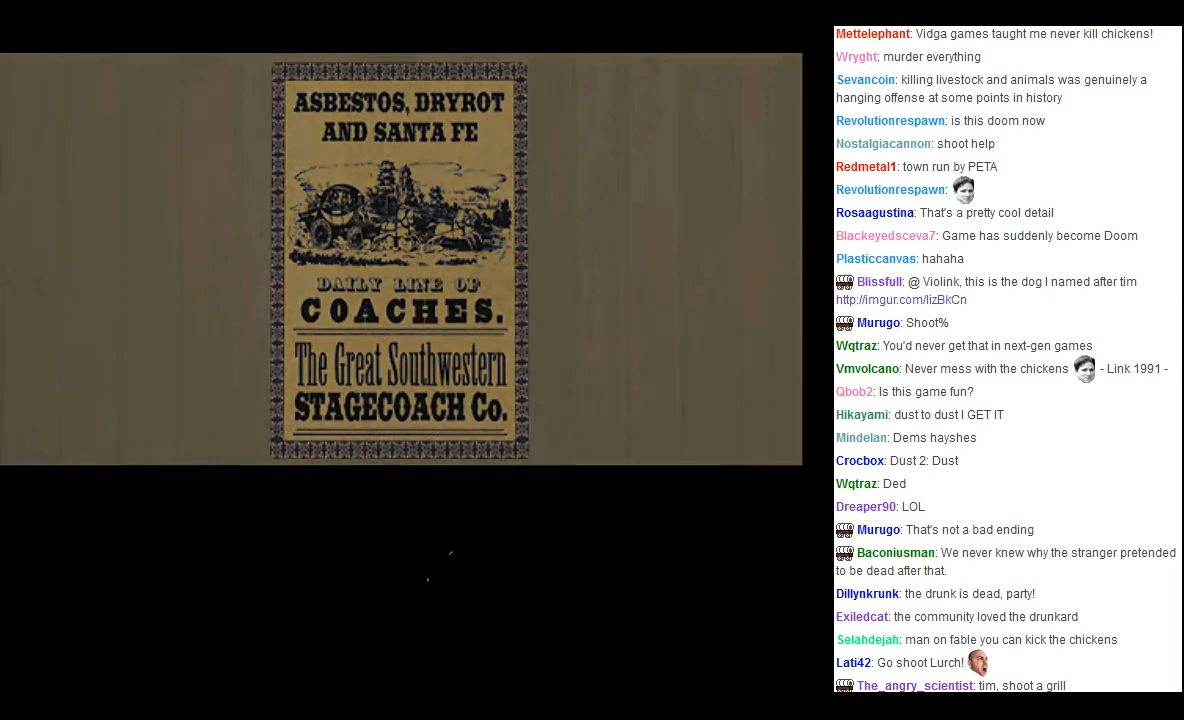 ASBESTOS, DRYROT
AND SANTA FE
DAILY LINE OF
COACHES.
The Great Southwestern
STAGECOACH Co.
Mettelephant: Vidga games taught me never kill chickens!
Wryght: murder everything
Sevancoin: killing livestock and animals was genuinely a
hanging offense at some points in history
Revolutionrespawn: is this doom now
Nostalgiacannon: shoot help
Redmetal1: town run by PETA
Revolutionrespawn:
Rosaagustina: That's a pretty cool detail
Blackeyedsceva7: Game has suddenly become Doom
Plasticcanvas: hahaha
Blissfull: @ Violink, this is the dog I named after tim
http://imgur.com/lizBkCn
Murugo: Shoot%
Wqtraz: You'd never get that in next-gen games
Vmvolcano: Never mess with the chickens - Link 1991 -
Qbob2: Is this game fun?
Hikayami: dust to dust I GET IT
Mindelan: Dems hayshes
Crocbox: Dust 2: Dust
Wqtraz: Ded
Dreaper90: LOL
Murugo: That's not a bad ending
Baconiusman: We never knew why the stranger pretended
to be dead after that.
Dillynkrunk: the drunk is dead, party!
Exiledcat: the community loved the drunkard
Selahdejah: man on fable you can kick the chickens
Lati42: Go shoot Lurch!
The_angry_scientist: tim, shoot a grill